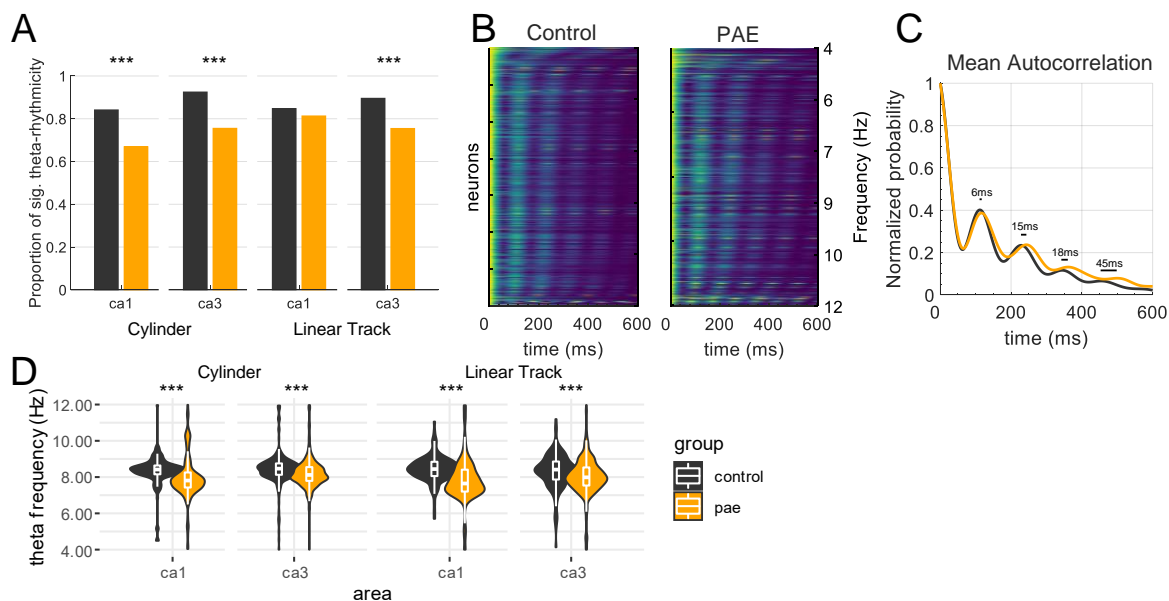 A
*** *** ***
Proportion of sig. theta-rhythmicity
1
0.8
0.6
0.4
0.2
0
ca1 ca3 ca1 ca3
Cylinder Linear Track
B
Control PAE
neurons
4
6
7
9
10
12
Frequency (Hz)
0 200 400 600 0 200 400 600
time (ms) time (ms)
C
Mean Autocorrelation
Normalized probability
1
0.8
0.6
0.4
0.2
0
6ms
15ms
18ms
45ms
0 200 400 600
time (ms)
D
Cylinder Linear Track
*** *** *** ***
theta frequency (Hz)
12.00
10.00
8.00
6.00
4.00
ca1 ca3 ca1 ca3
area
group
control
pae